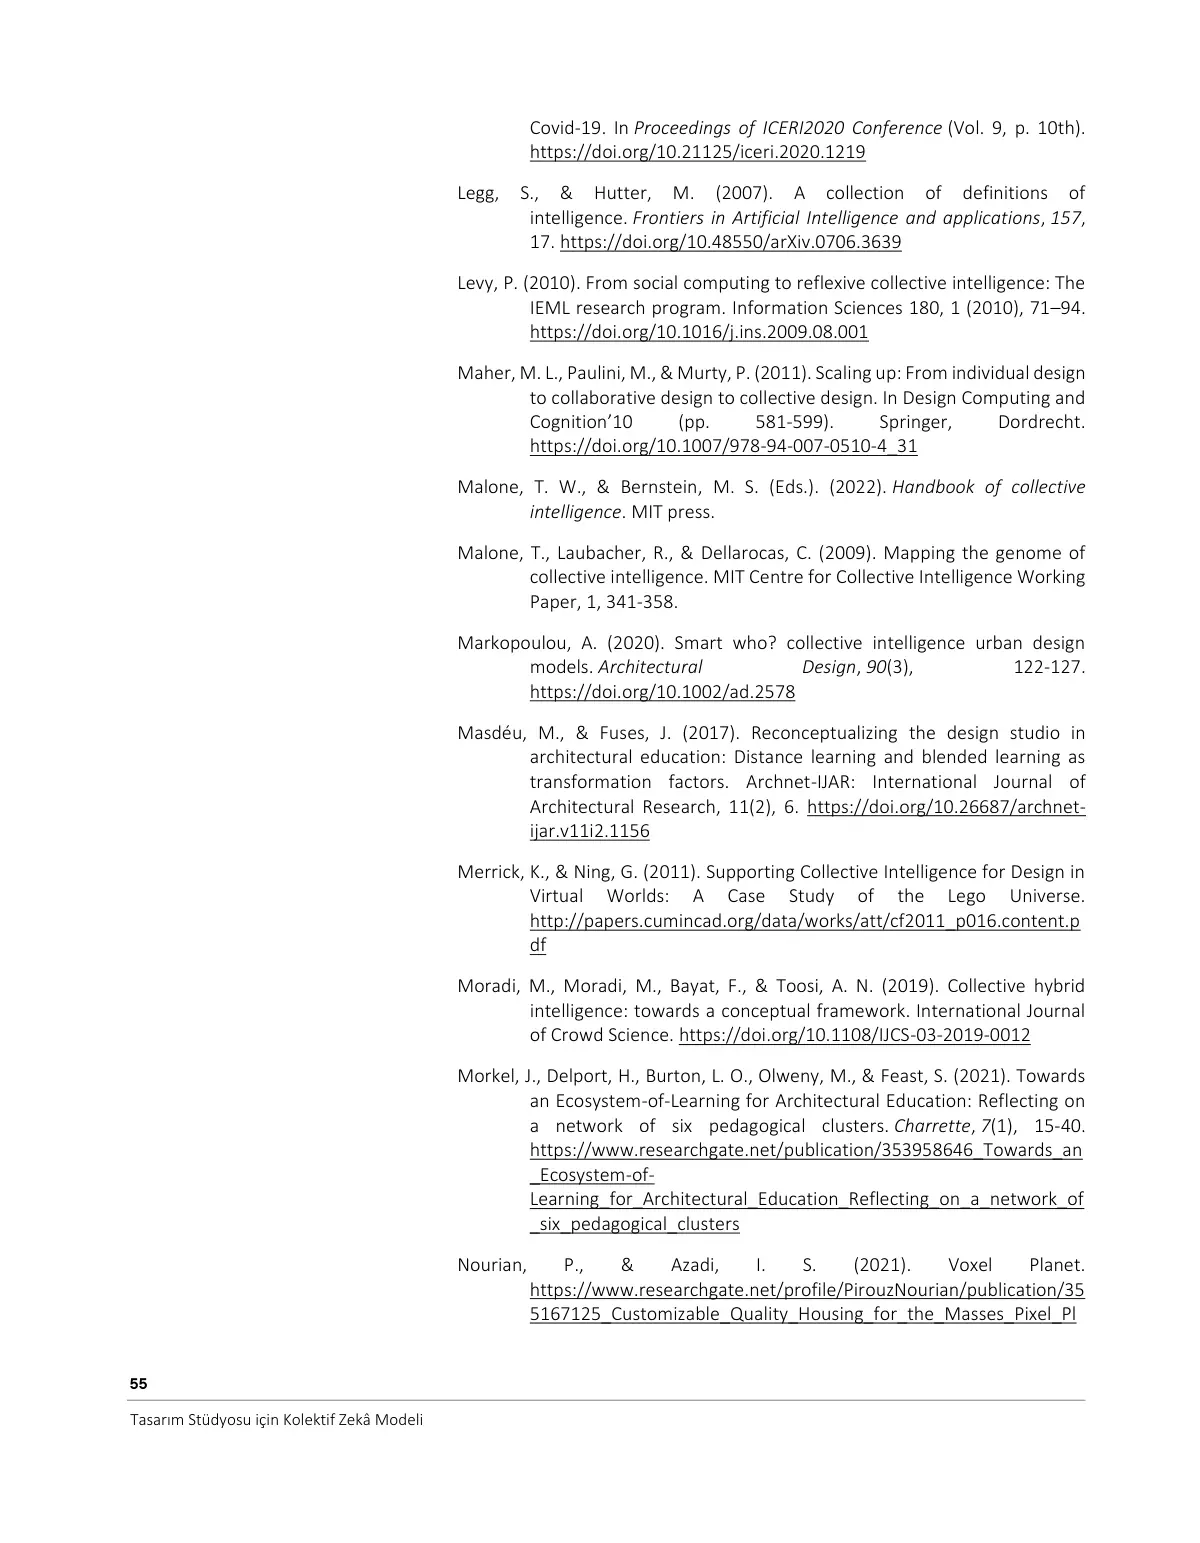 Covid-19. In Proceedings of ICERI2020 Conference (Vol. 9, p. 10th).
https://doi.org/10.21125/iceri.2020.1219
Legg, S., & Hutter, M. (2007). A collection of definitions of
intelligence. Frontiers in Artificial Intelligence and applications, 157,
17. https://doi.org/10.48550/arXiv.0706.3639
Levy, P. (2010). From social computing to reflexive collective intelligence: The
IEML research program. Information Sciences 180, 1 (2010), 71–94.
https://doi.org/10.1016/j.ins.2009.08.001
Maher, M. L., Paulini, M., & Murty, P. (2011). Scaling up: From individual design
to collaborative design to collective design. In Design Computing and
Cognition’10 (pp. 581-599). Springer, Dordrecht.
https://doi.org/10.1007/978-94-007-0510-4_31
Malone, T. W., & Bernstein, M. S. (Eds.). (2022). Handbook of collective
intelligence. MIT press.
Malone, T., Laubacher, R., & Dellarocas, C. (2009). Mapping the genome of
collective intelligence. MIT Centre for Collective Intelligence Working
Paper, 1, 341-358.
Markopoulou, A. (2020). Smart who? collective intelligence urban design
models. Architectural Design, 90(3), 122-127.
https://doi.org/10.1002/ad.2578
Masdéu, M., & Fuses, J. (2017). Reconceptualizing the design studio in
architectural education: Distance learning and blended learning as
transformation factors. Archnet-IJAR: International Journal of
Architectural Research, 11(2), 6. https://doi.org/10.26687/archnet-
ijar.v11i2.1156
Merrick, K., & Ning, G. (2011). Supporting Collective Intelligence for Design in
Virtual Worlds: A Case Study of the Lego Universe.
http://papers.cumincad.org/data/works/att/cf2011_p016.content.p
df
Moradi, M., Moradi, M., Bayat, F., & Toosi, A. N. (2019). Collective hybrid
intelligence: towards a conceptual framework. International Journal
of Crowd Science. https://doi.org/10.1108/IJCS-03-2019-0012
Morkel, J., Delport, H., Burton, L. O., Olweny, M., & Feast, S. (2021). Towards
an Ecosystem-of-Learning for Architectural Education: Reflecting on
a network of six pedagogical clusters. Charrette, 7(1), 15-40.
https://www.researchgate.net/publication/353958646_Towards_an
_Ecosystem-of-
Learning_for_Architectural_Education_Reflecting_on_a_network_of
_six_pedagogical_clusters
Nourian, P., & Azadi, I. S. (2021). Voxel Planet.
https://www.researchgate.net/profile/PirouzNourian/publication/35
5167125_Customizable_Quality_Housing_for_the_Masses_Pixel_Pl
55
Tasarım Stüdyosu için Kolektif Zekâ Modeli